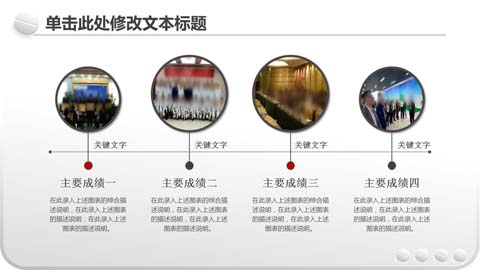 单击此处修改文本标题
关键文字
关键文字
关键文字
关键文字
主要成绩一
主要成绩二
主要成绩三
主要成绩四
在此录入上述图表的综合描
述说明，在此录入上述图表
的描述说明，在此录入上述
图表的描述说明。
在此录入上述图表的综合描
述说明，在此录入上述图表
的描述说明，在此录入上述
图表的描述说明。
在此录入上述图表的综合描
述说明，在此录入上述图表
的描述说明，在此录入上述
图表的描述说明。
在此录入上述图表的综合描
述说明，在此录入上述图表
的描述说明，在此录入上述
图表的描述说明。